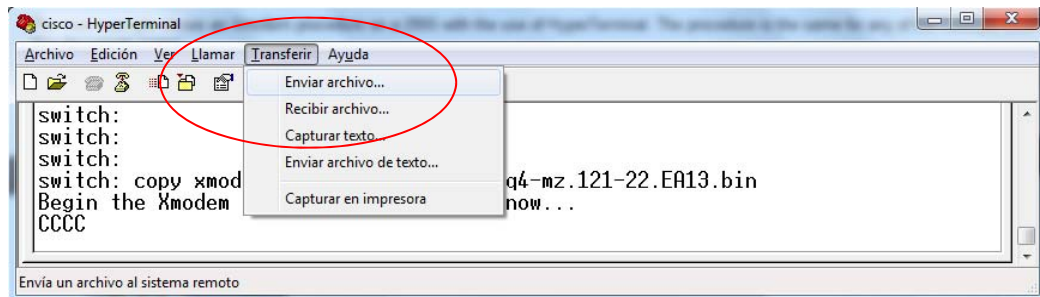 cisco - HyperTerminal
Archivo Edición Ver Llamar Transferir Ayuda
Enviar archivo...
Recibir archivo...
Capturar texto...
Enviar archivo de texto...
Capturar en impresora
switch:
switch:
switch:
switch: copy xmod q4-mz.121-22.EA13.bin
Begin the Xmodem now...
CCCC
Envía un archivo al sistema remoto